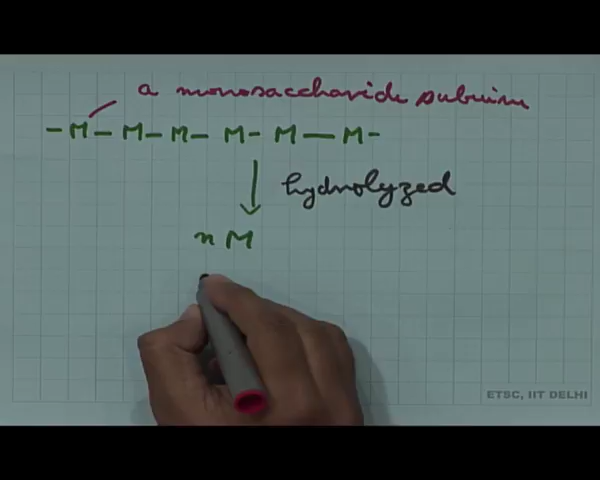 a monosaccharide subunit
-M-M-M-M-M-M-
hydrolyzed
n M
ETSC, IIT DELHI